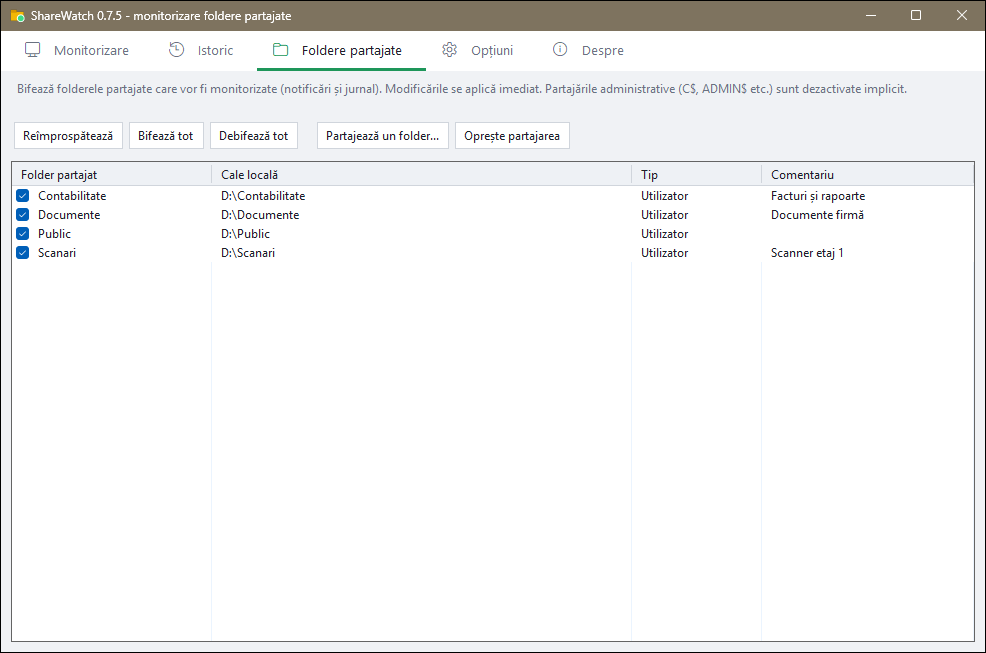 ShareWatch 0.7.5 - monitorizare foldere partajate
Monitorizare Istoric Foldere partajate Opțiuni Despre
Bifează folderele partajate care vor fi monitorizate (notificări și jurnal). Modificările se aplică imediat. Partajările administrative (C$, ADMIN$ etc.) sunt dezactivate implicit.
Reîmprospătează Bifează tot Debifează tot Partajează un folder... Oprește partajarea
Folder partajat Cale locală Tip Comentariu
Contabilitate D:\Contabilitate Utilizator Facturi și rapoarte
Documente D:\Documente Utilizator Documente firmă
Public D:\Public Utilizator
Scanari D:\Scanari Utilizator Scanner etaj 1